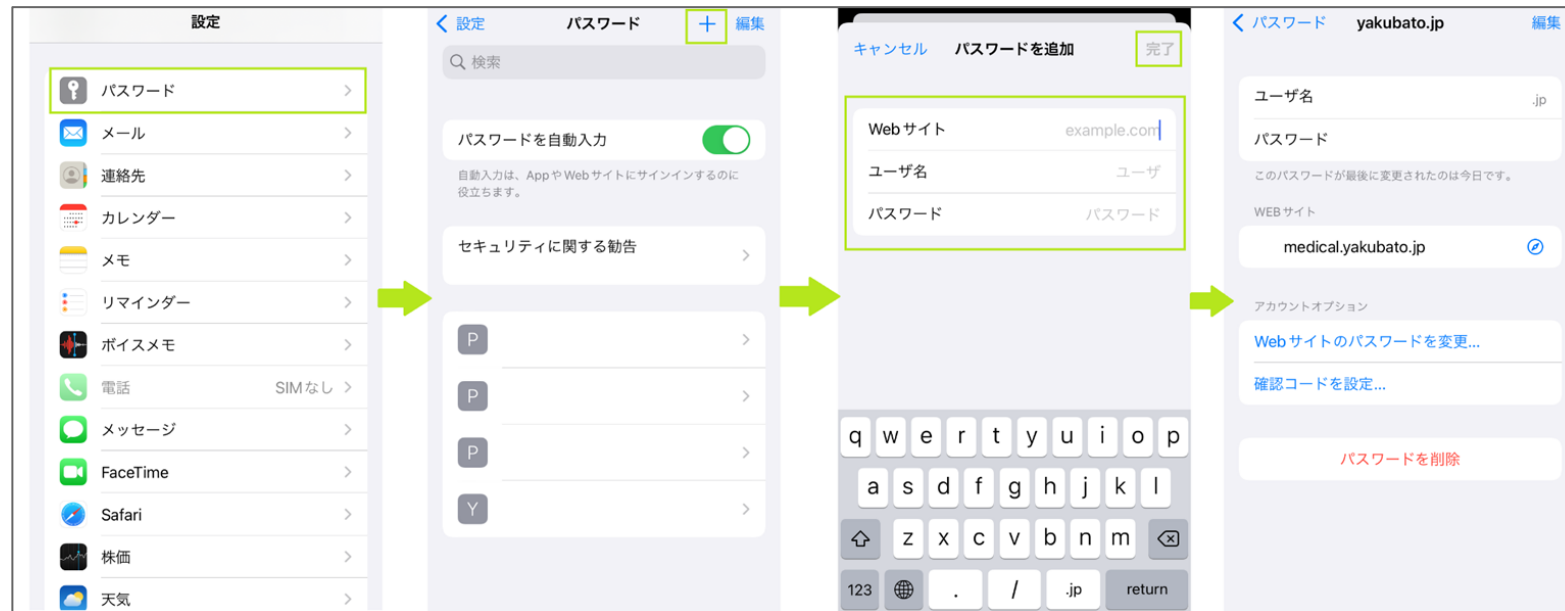 設定
パスワード
メール
連絡先
カレンダー
メモ
リマインダー
ボイスメモ
電話 SIMなし
メッセージ
FaceTime
Safari
株価
天気
設定 パスワード + 編集
検索
パスワードを自動入力
自動入力は、AppやWebサイトにサインインするのに
役立ちます。
セキュリティに関する勧告
P
P
P
Y
キャンセル パスワードを追加 完了
Webサイト example.com
ユーザ名 ユーザ
パスワード パスワード
q w e r t y u i o p
a s d f g h j k l
z x c v b n m
123 . / .jp return
パスワード yakubato.jp 編集
ユーザ名 .jp
パスワード
このパスワードが最後に変更されたのは今日です。
WEBサイト
medical.yakubato.jp
アカウントオプション
Webサイトのパスワードを変更...
確認コードを設定...
パスワードを削除